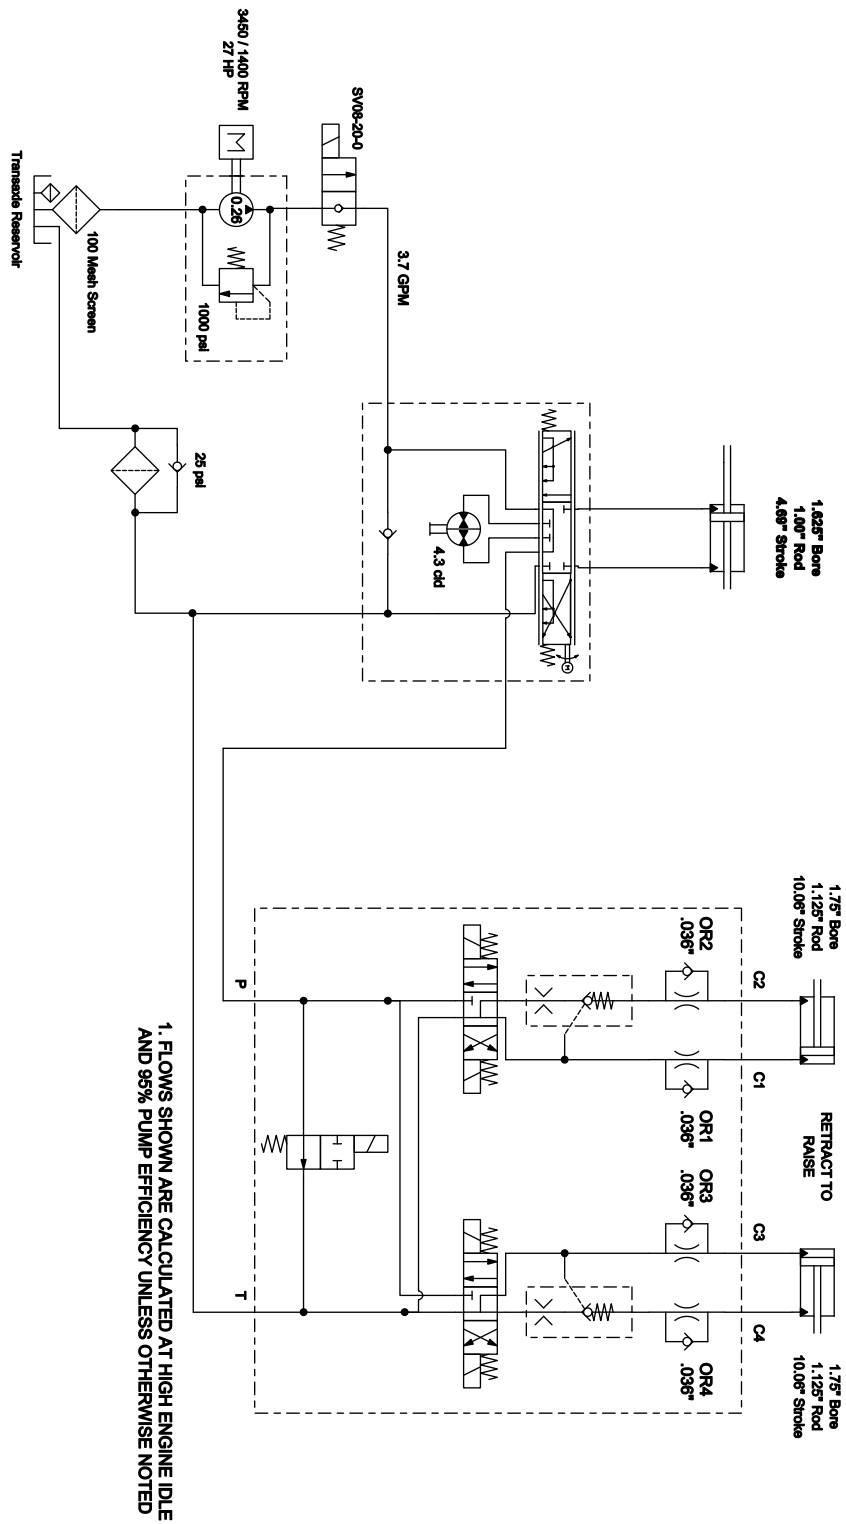 3450 / 1400 RPM
27 HP
M
0.26
SV08-20-0
Transaxle Reservoir
100 Mesh Screen
1000 psi
3.7 GPM
25 psi
4.3 cid
M
1.625" Bore
1.00" Rod
4.69" Stroke
1.75" Bore
1.125" Rod
10.06" Stroke
C2
C1
OR2
.036"
OR1
.036"
P
RETRACT TO
RAISE
OR3
.036"
C3
C4
OR4
.036"
T
1.75" Bore
1.125" Rod
10.06" Stroke
1. FLOWS SHOWN ARE CALCULATED AT HIGH ENGINE IDLE
AND 95% PUMP EFFICIENCY UNLESS OTHERWISE NOTED